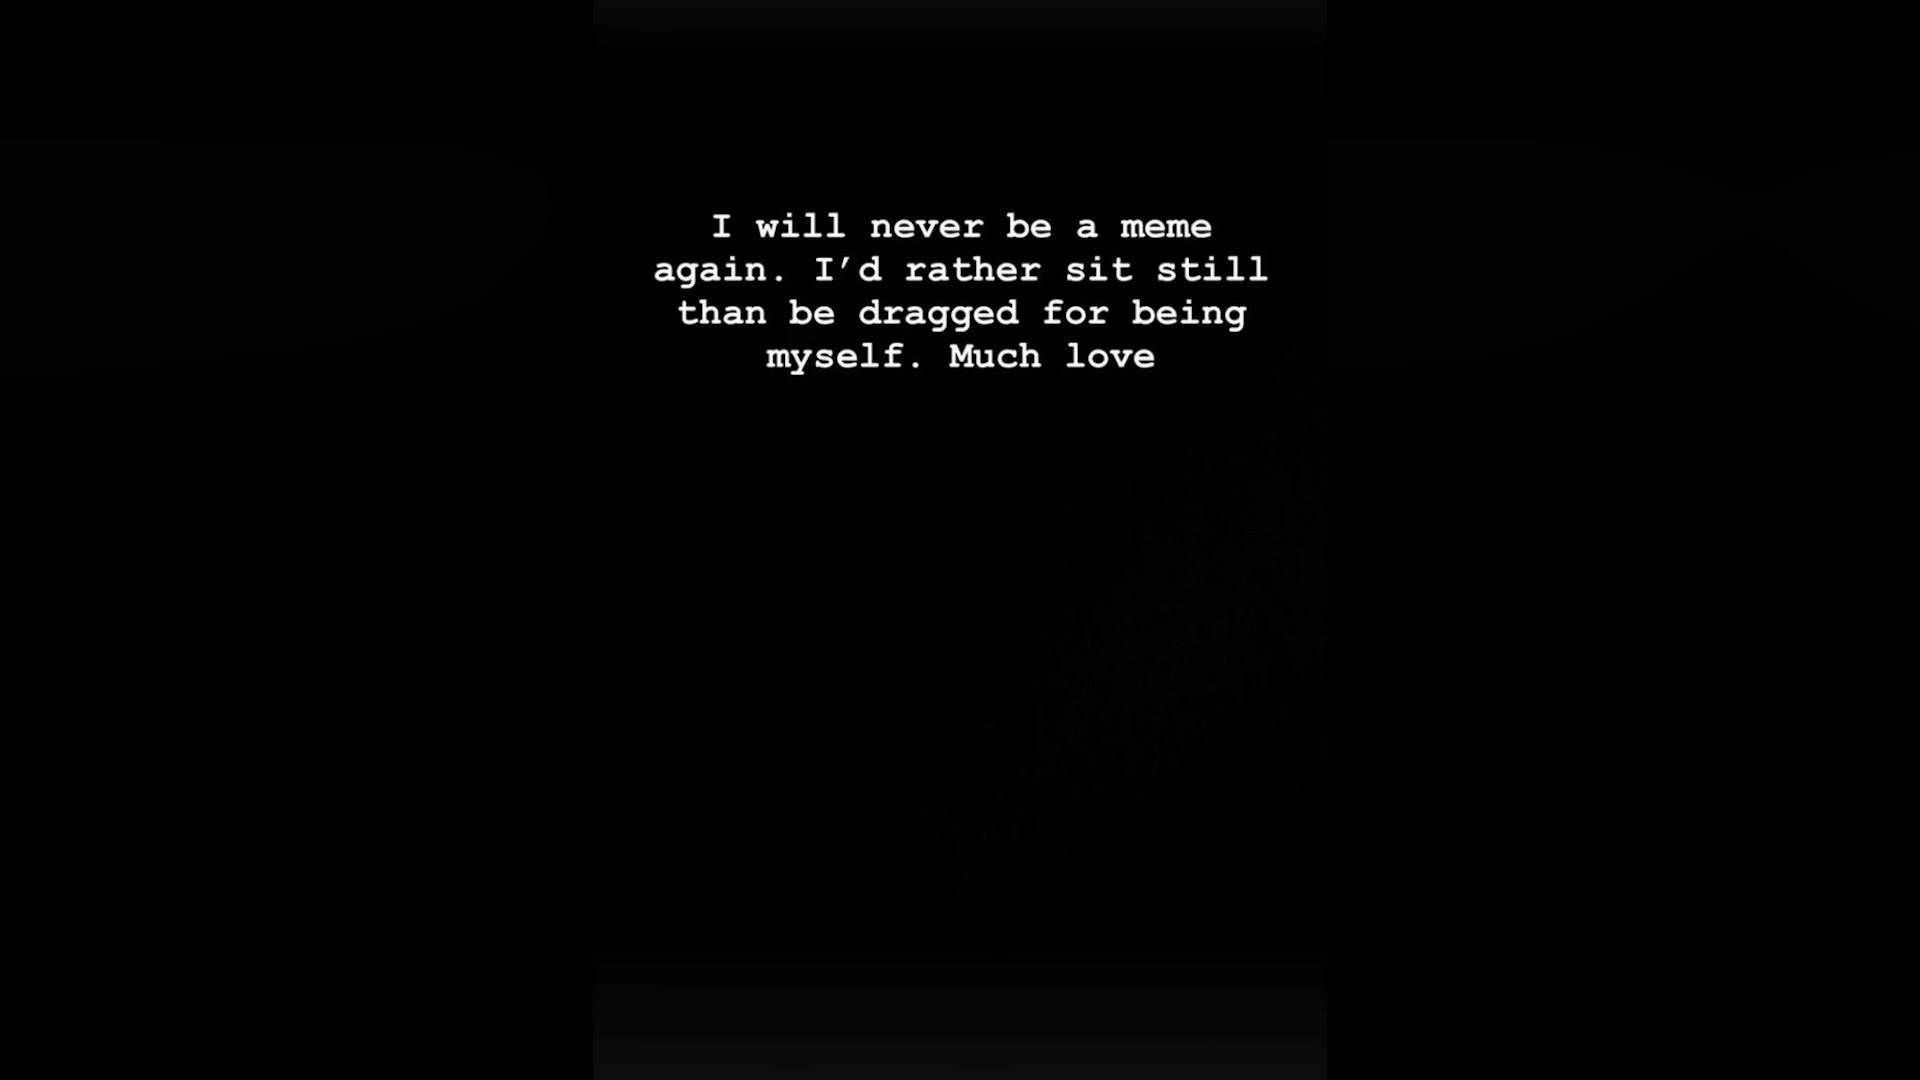 I will never be a meme
again. I’d rather sit still
than be dragged for being
myself. Much love